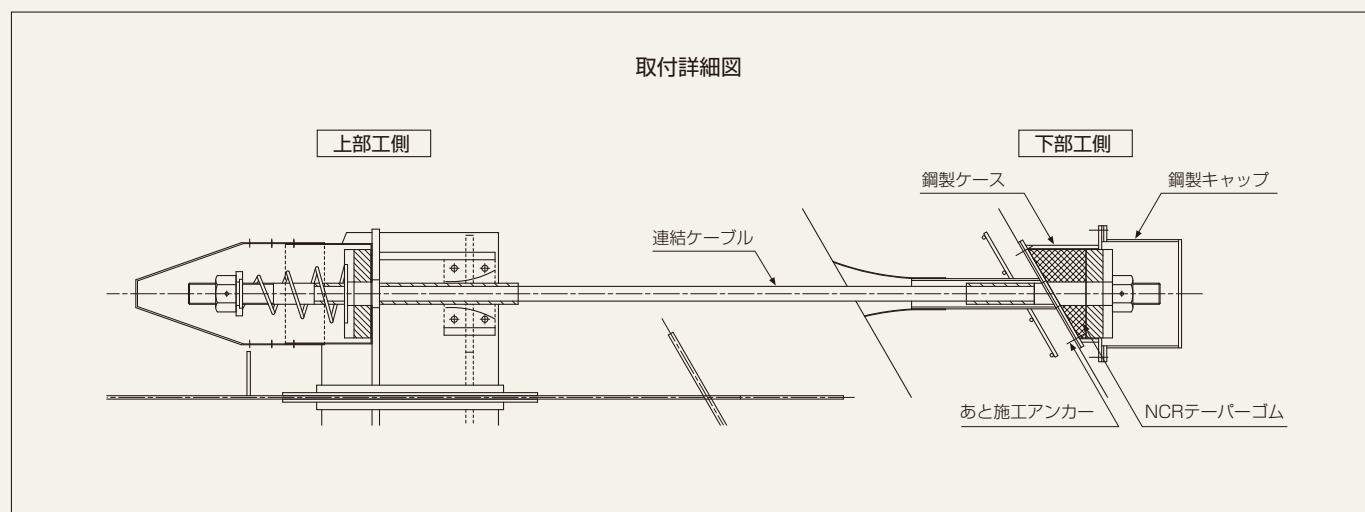 取付詳細図
上部工側
下部工側
鋼製ケース
鋼製キャップ
連結ケーブル
あと施工アンカー
NCRテーパーゴム